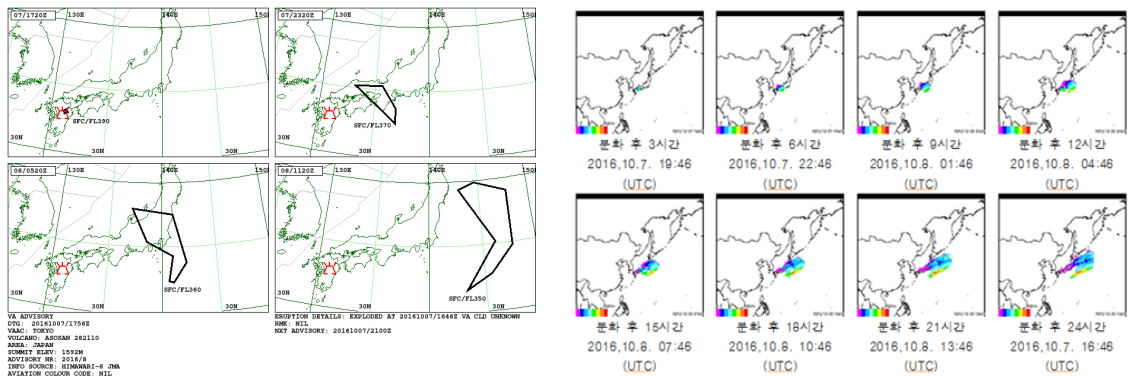 07/1720Z
130E
140E
150
SFC/FL390
30N
30N
07/2320Z
130E
140E
150
SFC/FL370
30N
30N
08/0520Z
130E
140E
150
SFC/FL360
30N
30N
08/1120Z
130E
140E
150
SFC/FL350
30N
30N
VA ADVISORY
DTG: 20161007/1756Z
VAAC: TOKYO
VOLCANO: ASOSAN 282110
AREA: JAPAN
SUMMIT ELEV: 1592M
ADVISORY NR: 2016/8
INFO SOURCE: HIMAWARI-8 JMA
AVIATION COLOUR CODE: NIL
ERUPTION DETAILS: EXPLODED AT 20161007/1646Z VA CLD UNKNOWN
RMK: NIL
NXT ADVISORY: 20161007/2100Z
분화 후 3시간
2016,10.7. 19:46
(UTC)
분화 후 6시간
2016,10.7. 22:46
(UTC)
분화 후 9시간
2016,10.8. 01:46
(UTC)
분화 후 12시간
2016,10.8. 04:46
(UTC)
분화 후 15시간
2016,10.8. 07:46
(UTC)
분화 후 18시간
2016,10.8. 10:46
(UTC)
분화 후 21시간
2016,10.8. 13:46
(UTC)
분화 후 24시간
2016,10.7. 16:46
(UTC)